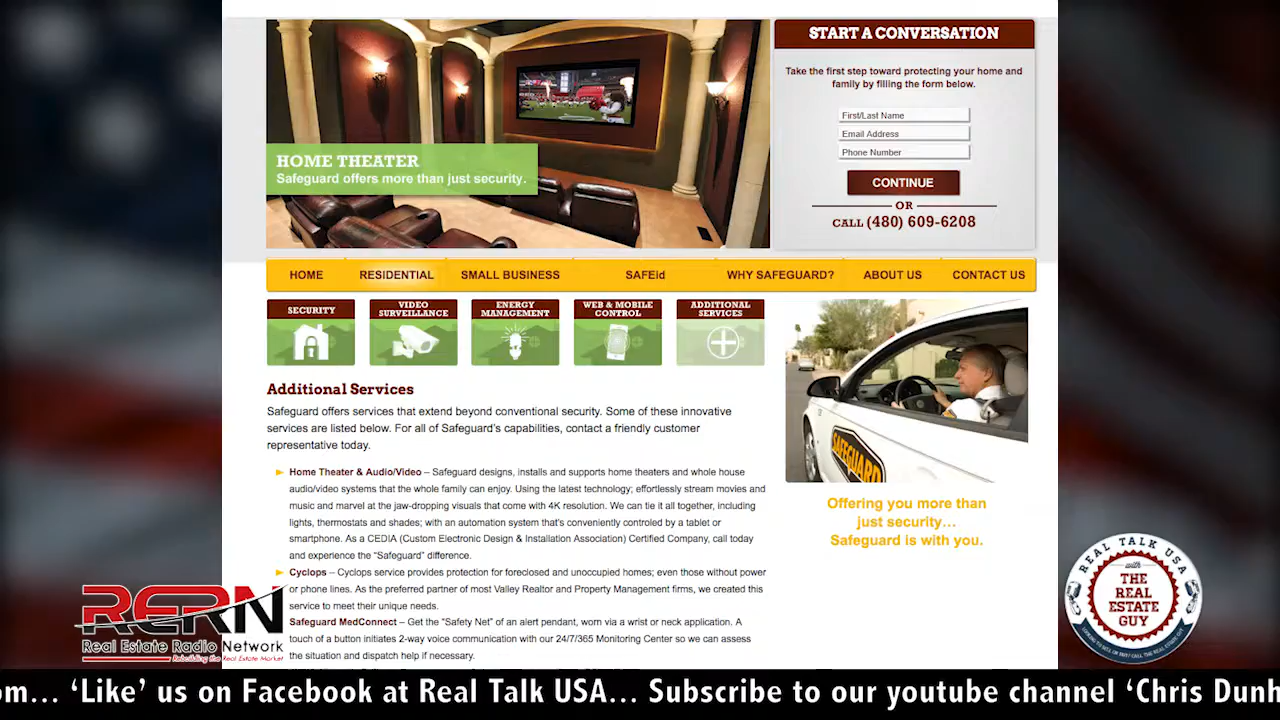 START A CONVERSATION
Take the first step toward protecting your home and
family by filling the form below.
First/Last Name
Email Address
Phone Number
CONTINUE
OR
CALL (480) 609-6208
HOME THEATER
Safeguard offers more than just security.
HOME RESIDENTIAL SMALL BUSINESS SAFEid WHY SAFEGUARD? ABOUT US CONTACT US
SECURITY
VIDEO
SURVEILLANCE
ENERGY
MANAGEMENT
WEB & MOBILE
CONTROL
ADDITIONAL
SERVICES
Additional Services
Safeguard offers services that extend beyond conventional security. Some of these innovative
services are listed below. For all of Safeguard's capabilities, contact a friendly customer
representative today.
Home Theater & Audio/Video – Safeguard designs, installs and supports home theaters and whole house
audio/video systems that the whole family can enjoy. Using the latest technology; effortlessly stream movies and
music and marvel at the jaw-dropping visuals that come with 4K resolution. We can tie it all together, including
lights, thermostats and shades; with an automation system that's conveniently controled by a tablet or
smartphone. As a CEDIA (Custom Electronic Design & Installation Association) Certified Company, call today
and experience the "Safeguard" difference.
Cyclops – Cyclops service provides protection for foreclosed and unoccupied homes; even those without power
or phone lines. As the preferred partner of most Valley Realtor and Property Management firms, we created this
service to meet their unique needs.
Safeguard MedConnect – Get the "Safety Net" of an alert pendant, worn via a wrist or neck application. A
touch of a button initiates 2-way voice communication with our 24/7/365 Monitoring Center so we can assess
the situation and dispatch help if necessary.
SAFEGUARD
Offering you more than
just security…
Safeguard is with you.
RERN
Real Estate Radio Network
Rebuilding the Real Estate Market
REAL TALK USA
with
THE
REAL
ESTATE
GUY
om... 'Like' us on Facebook at Real Talk USA... Subscribe to our youtube channel 'Chris Dunh